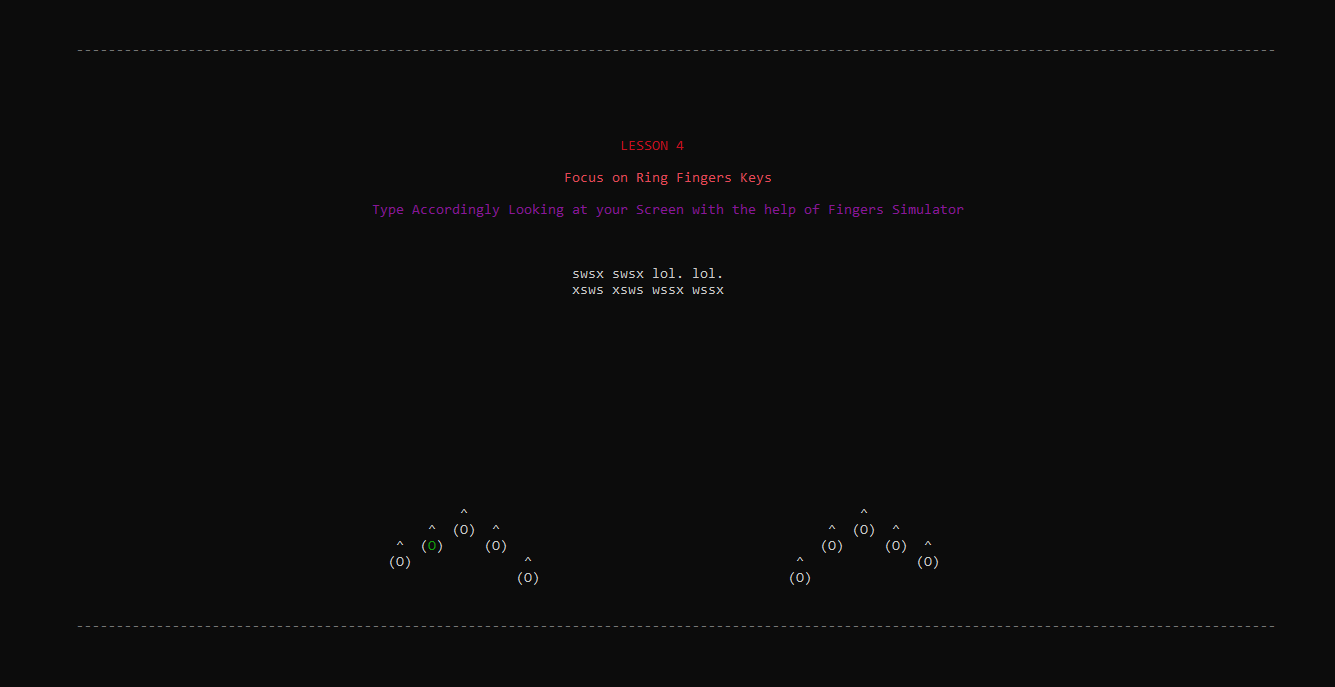 --------------------------------------------------------------------------------------------------------------------------------------------------------
LESSON 4
Focus on Ring Fingers Keys
Type Accordingly Looking at your Screen with the help of Fingers Simulator
swsx swsx lol. lol.
xsws xsws wssx wssx
^ ^
^ (O) ^ ^ (O) ^
^ (O) (O) (O) (O) ^
(O) ^ ^ (O)
(O) (O)
--------------------------------------------------------------------------------------------------------------------------------------------------------